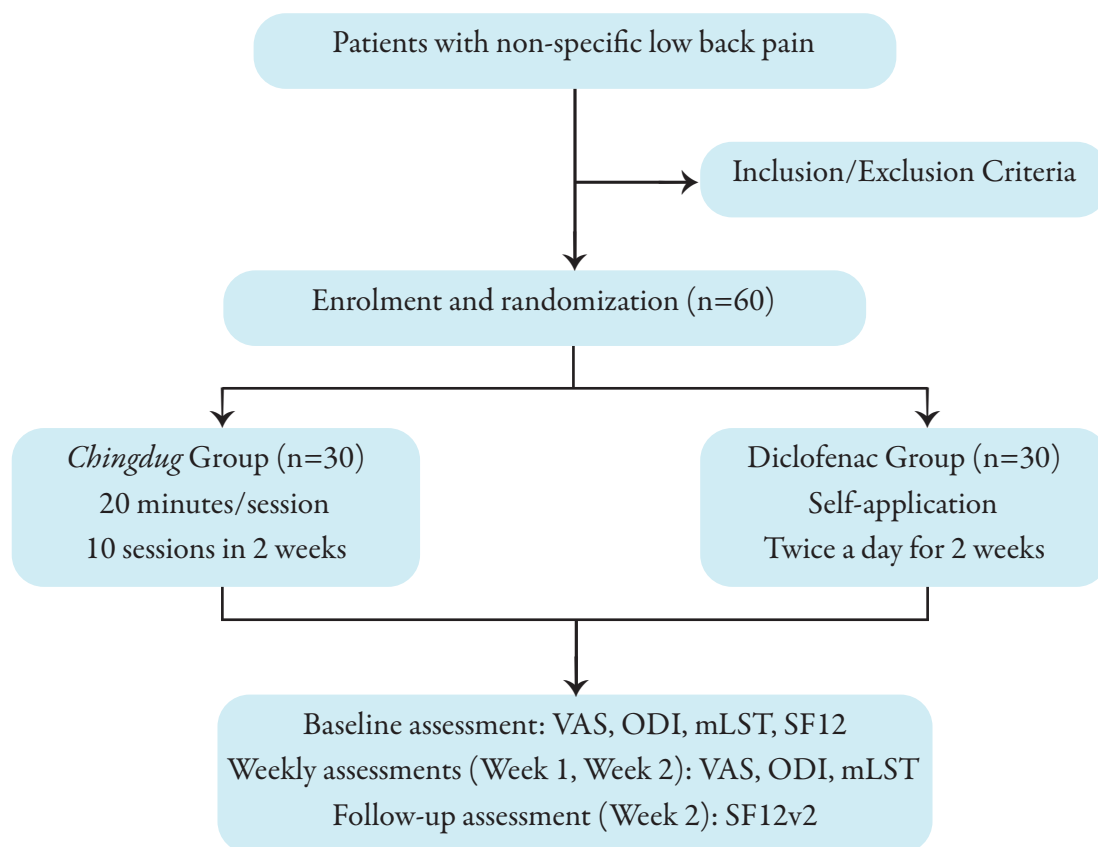 Patients with non-specific low back pain
Inclusion/Exclusion Criteria
Enrolment and randomization (n=60)
Chingdug Group (n=30)
20 minutes/session
10 sessions in 2 weeks
Diclofenac Group (n=30)
Self-application
Twice a day for 2 weeks
Baseline assessment: VAS, ODI, mLST, SF12
Weekly assessments (Week 1, Week 2): VAS, ODI, mLST
Follow-up assessment (Week 2): SF12v2